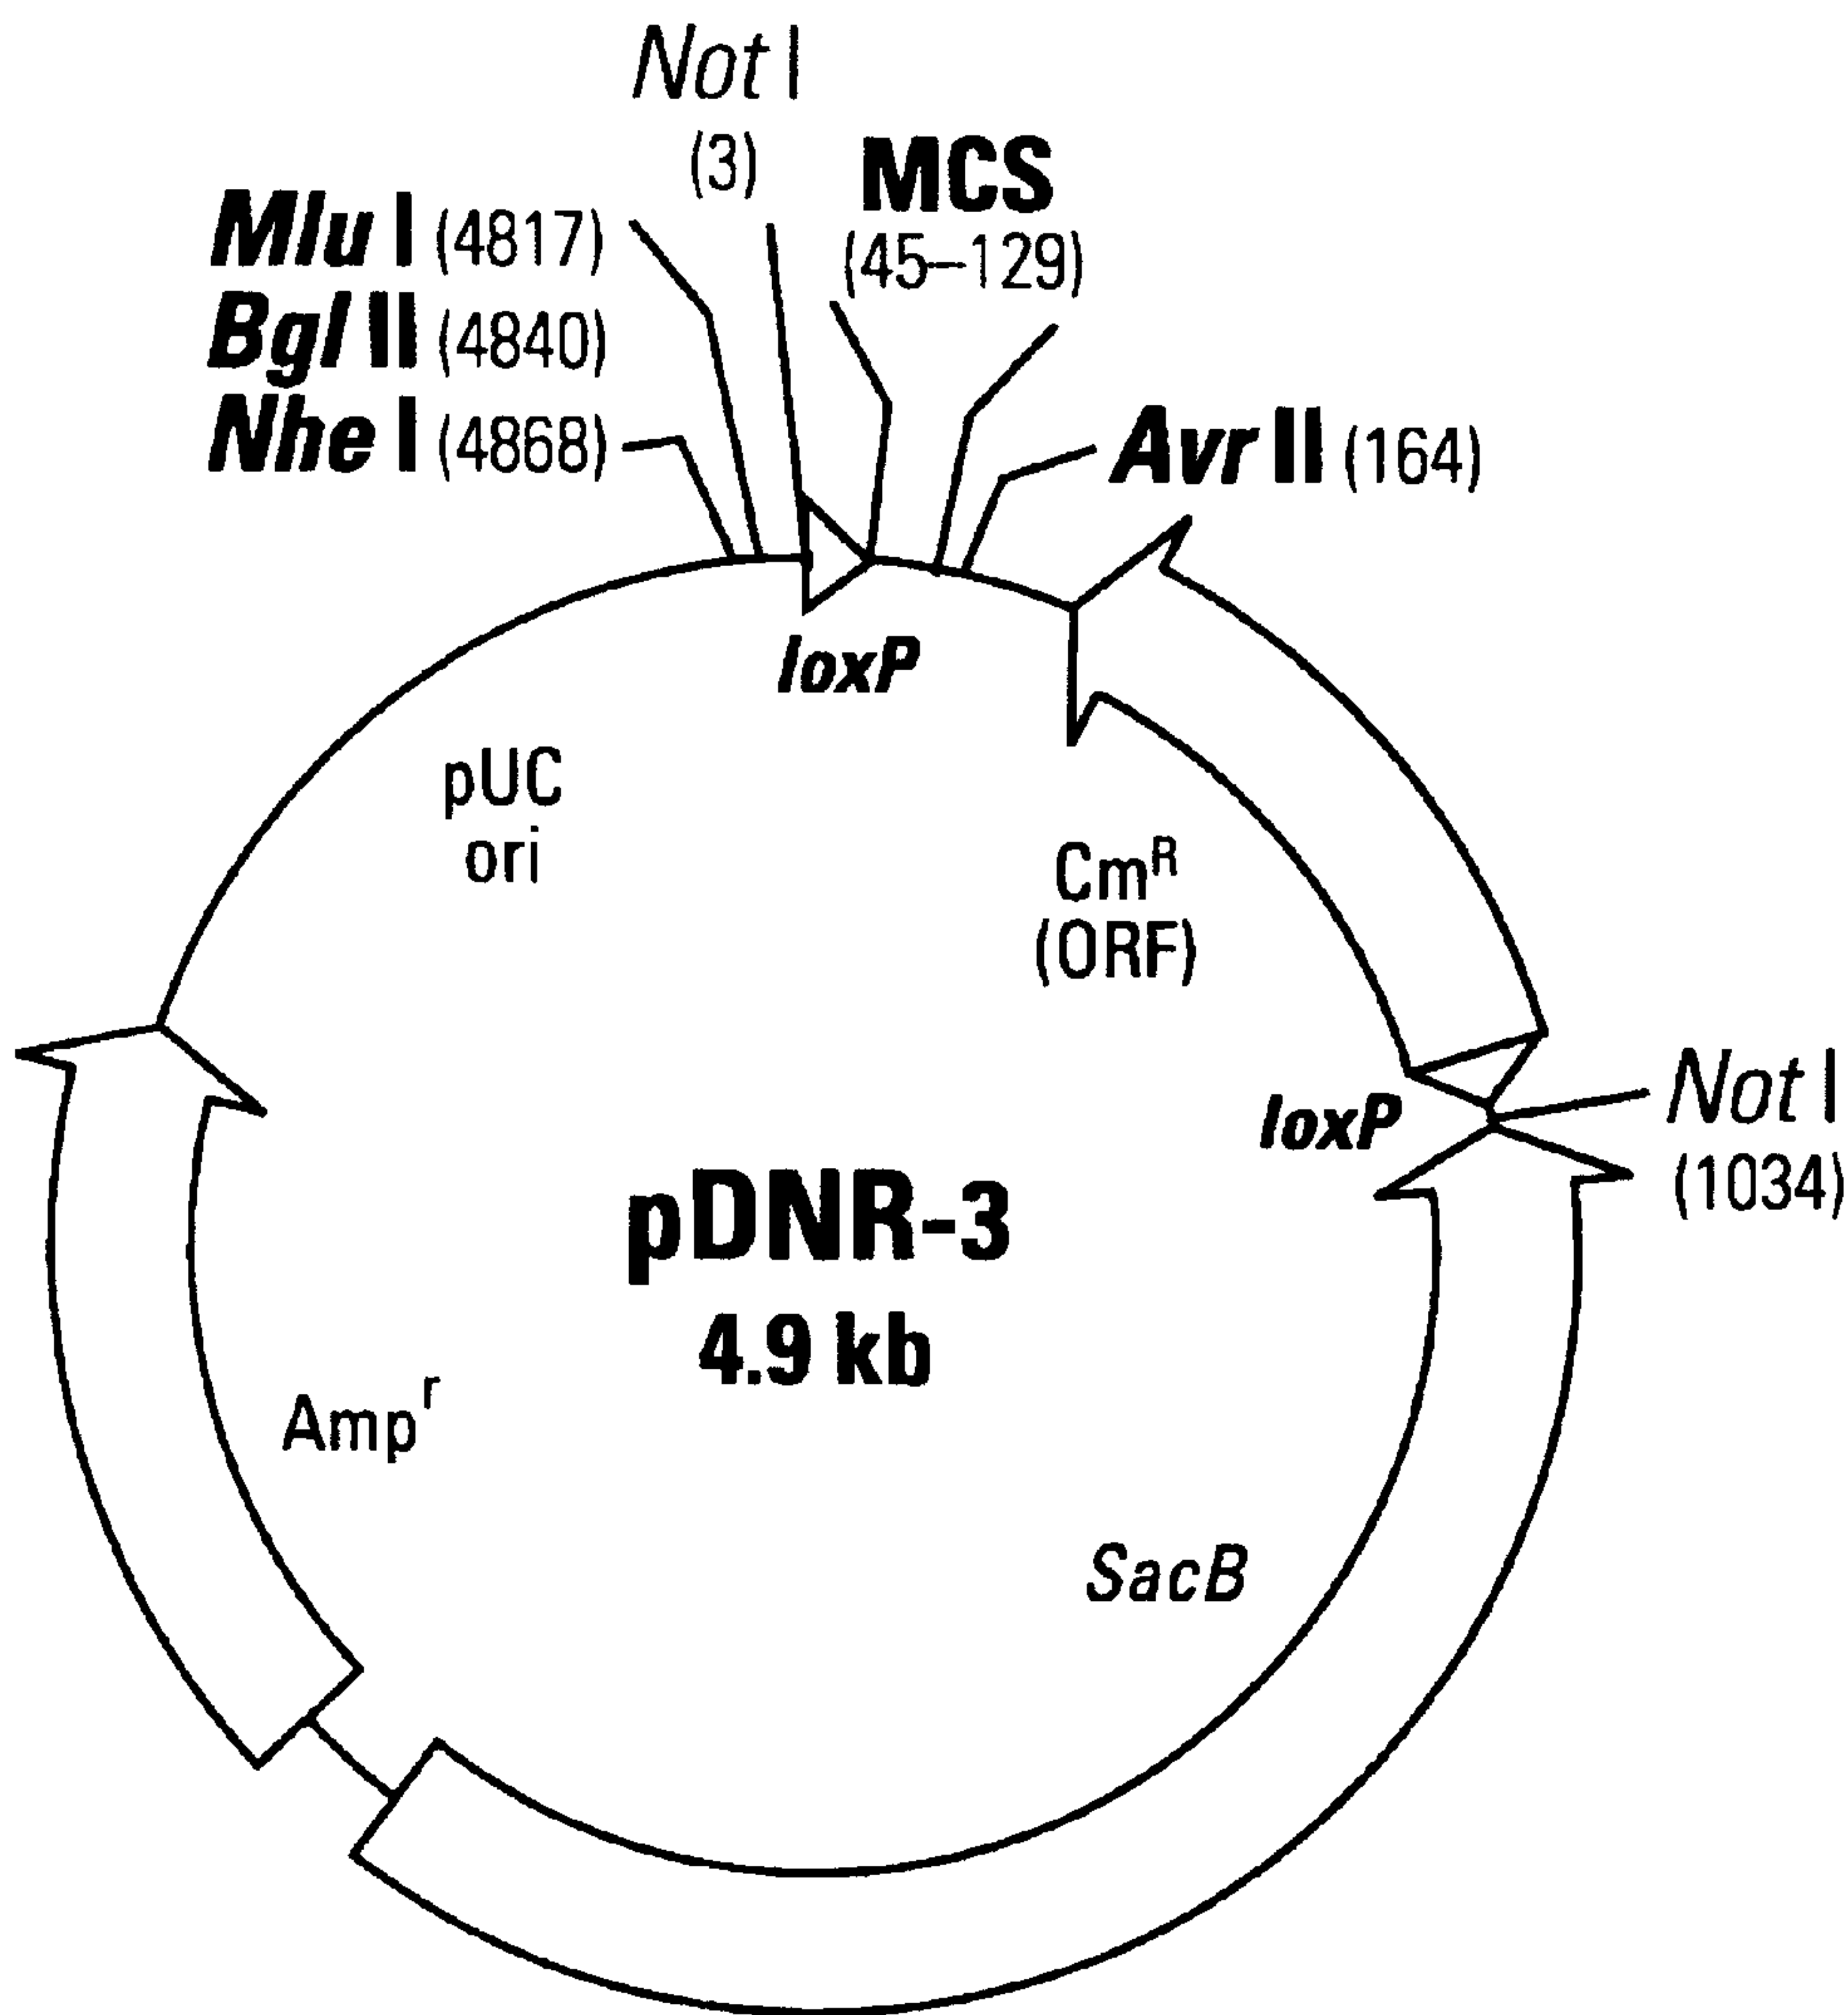 Not I
(3)
MCS
(45–129)
Mlu I (4817)
Bgl II (4840)
Nhe I (4868)
Avr II (164)
loxP
pUC
ori
Cm^R
(ORF)
loxP
Not I
(1034)
pDNR-3
4.9 kb
Amp^r
SacB